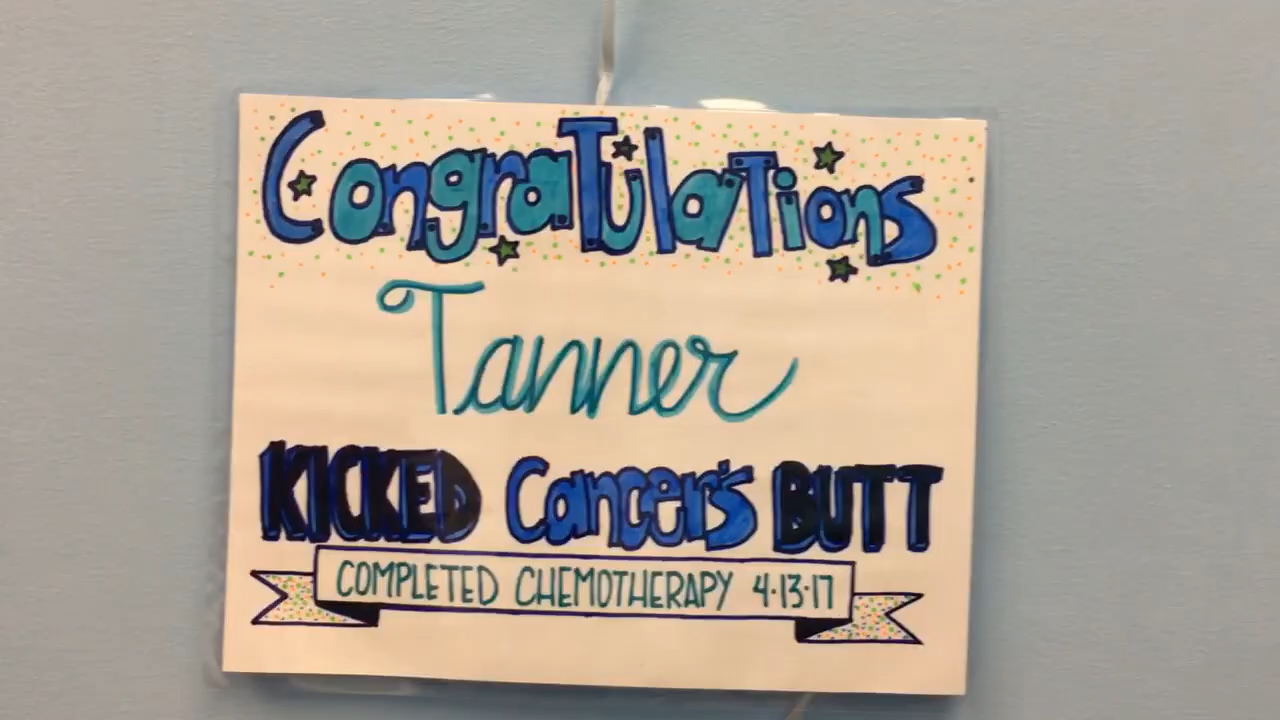 CongraTulaTions
Tanner
KICKED Cancer's BUTT
COMPLETED CHEMOTHERAPY 4·13·17